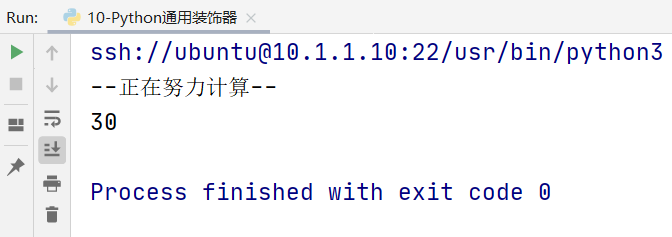 Run:
10-Python通用装饰器
ssh://ubuntu@10.1.1.10:22/usr/bin/python3
--正在努力计算--
30
Process finished with exit code 0